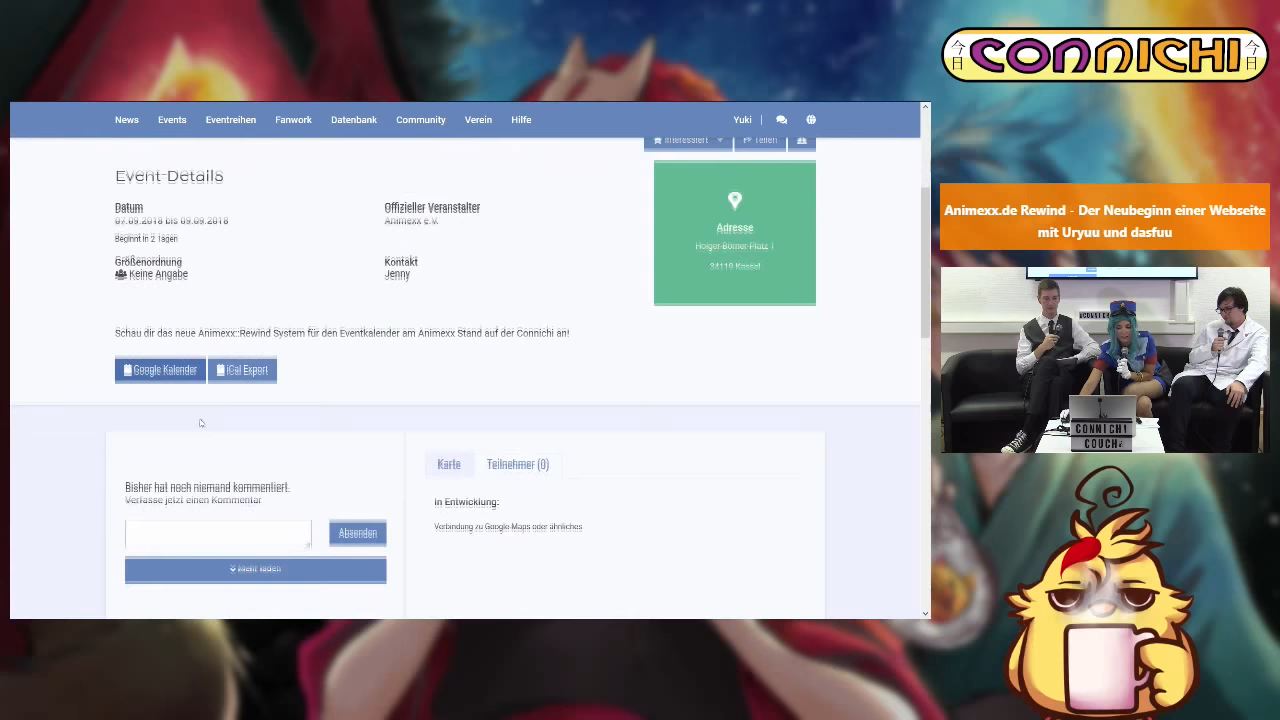 今日 CONNICHI 今日
News Events Eventreihen Fanwork Datenbank Community Verein Hilfe Yuki
Interessiert Teilen
Event-Details
Datum
07.09.2018 bis 09.09.2018
Beginnt in 2 Tagen
Offizieller Veranstalter
Animexx e.V.
Größenordnung
Keine Angabe
Kontakt
Jenny
Adresse
Holger-Börner-Platz 1
34119 Kassel
Schau dir das neue Animexx::Rewind System für den Eventkalender am Animexx Stand auf der Connichi an!
Google Kalender iCal Export
Bisher hat noch niemand kommentiert.
Verfasse jetzt einen Kommentar
Absenden
Mehr laden
Karte Teilnehmer (0)
In Entwicklung:
Verbindung zu Google-Maps oder ähnliches
Animexx.de Rewind - Der Neubeginn einer Webseite
mit Uryuu und dasfuu
CONNICHI
COUCH